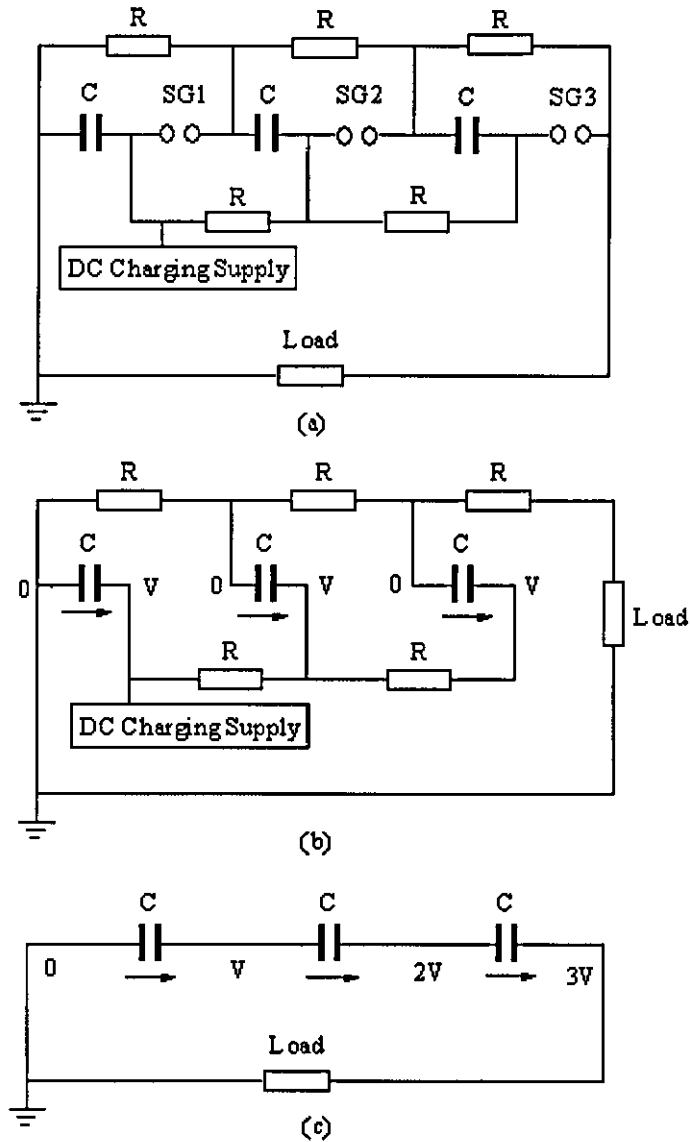 R R R
C SG1 C SG2 C SG3
R R
DC Charging Supply
Load
(a)
R R R
C C C
0 V 0 V 0 V
Load
R R
DC Charging Supply
(b)
C C C
0 V 2V 3V
Load
(c)